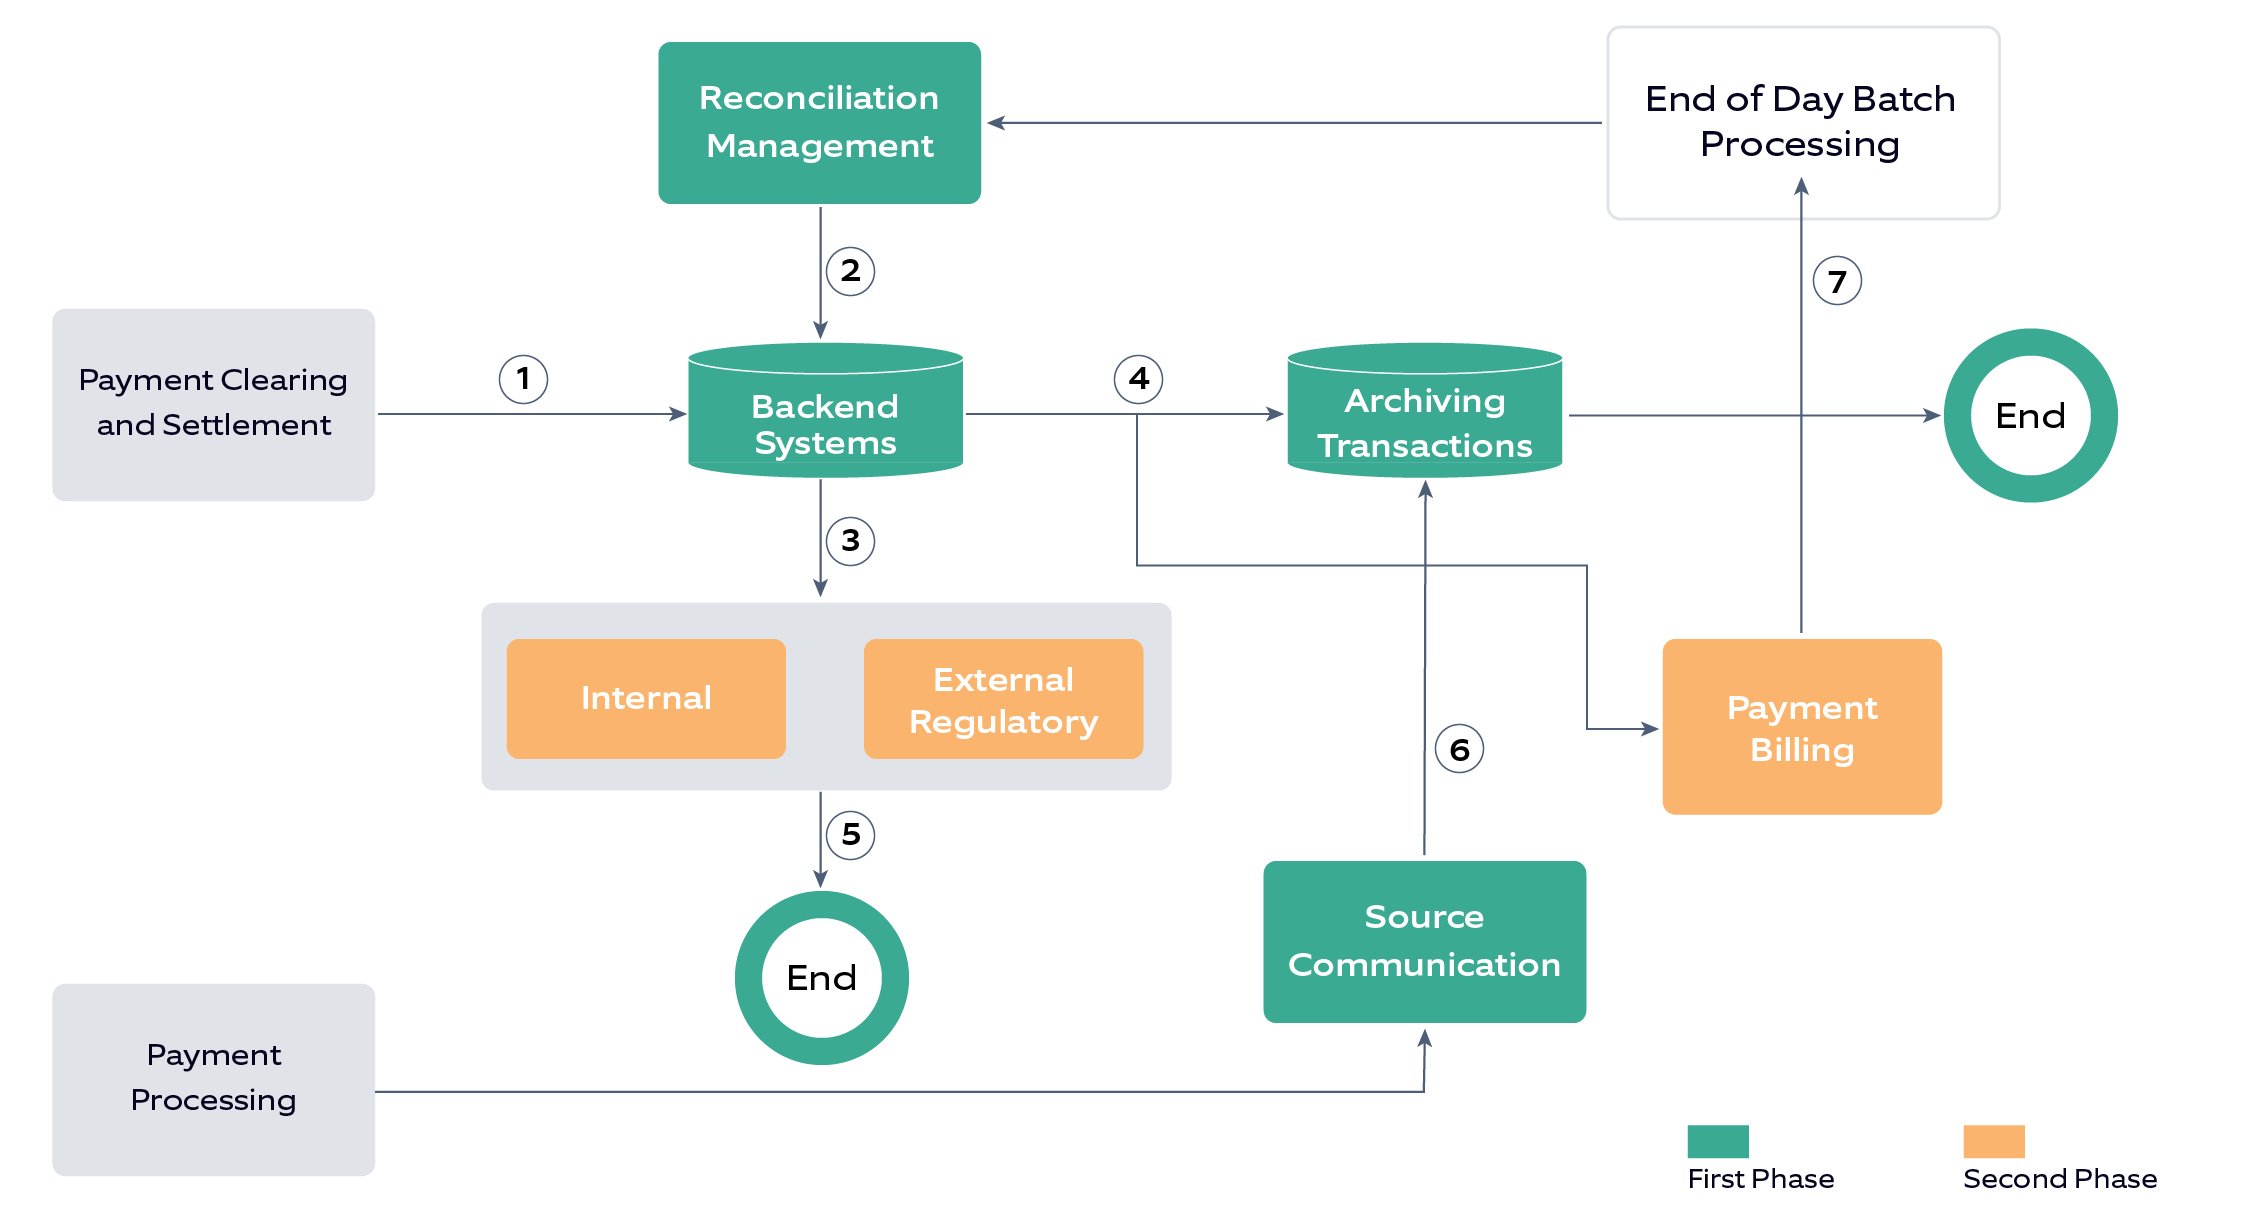 Reconciliation
Management
End of Day Batch
Processing
2
7
Payment Clearing
and Settlement
1
Backend
Systems
4
Archiving
Transactions
End
3
Internal
External
Regulatory
Payment
Billing
6
5
Source
Communication
End
Payment
Processing
First Phase
Second Phase